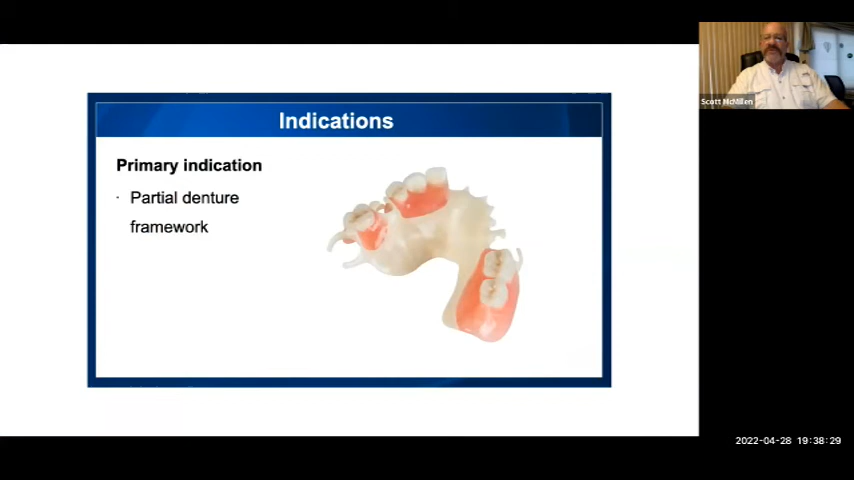 Indications
Scott McMillen
Primary indication
· Partial denture
framework
2022-04-28 19:38:29